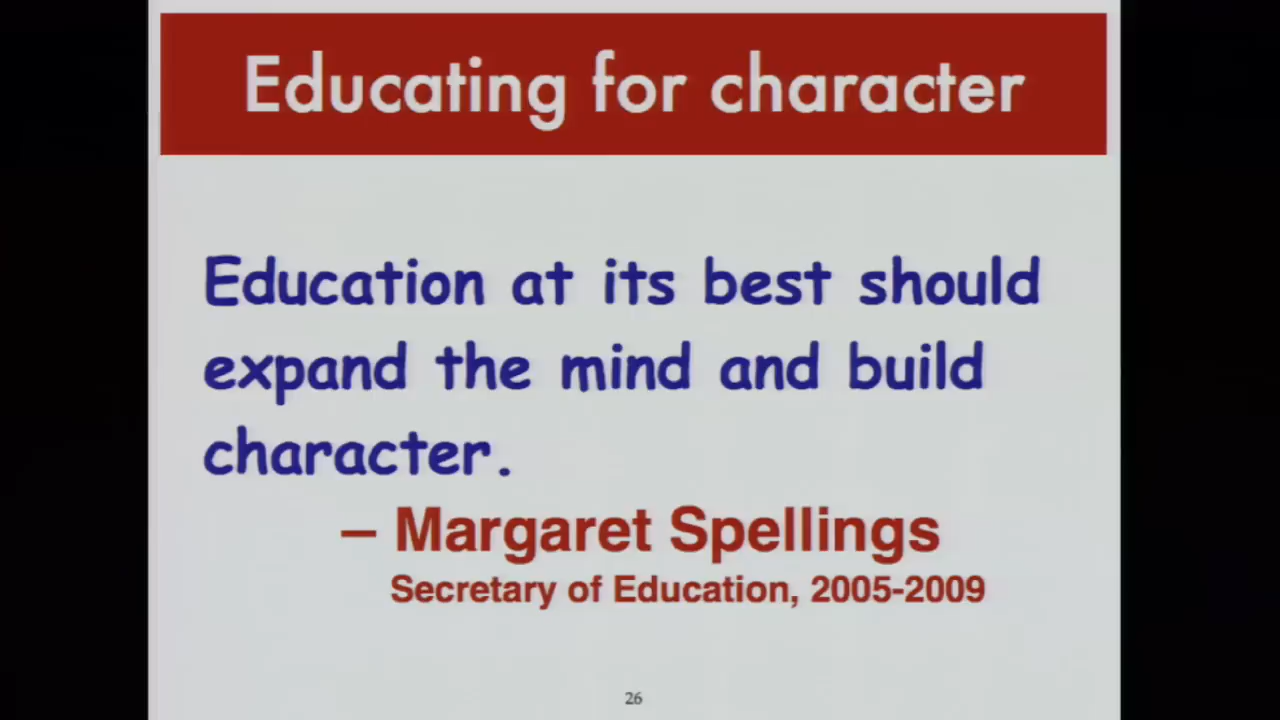 Educating for character
Education at its best should
expand the mind and build
character.
– Margaret Spellings
Secretary of Education, 2005-2009
26